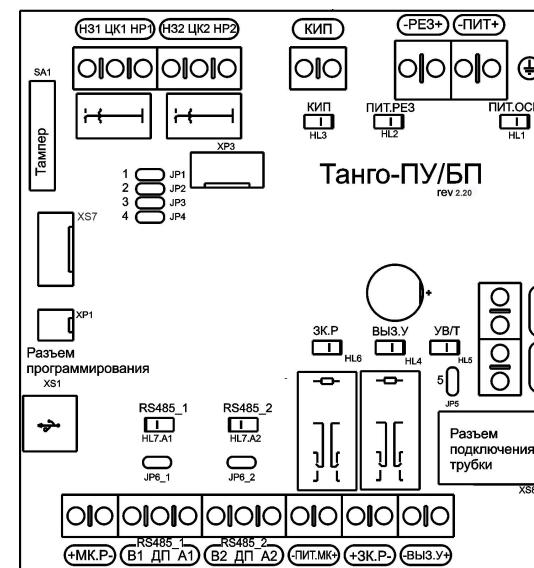 НЗ1 ЦК1 НР1 НЗ2 ЦК2 НР2 КИП -РЕЗ+ -ПИТ+
SA1
Тампер
КИП ПИТ.РЕЗ
HL3 HL2 HL1
XP3
1 JP1
2 JP2
3 JP3
4 JP4
Танго-ПУ/БП
rev 2.20
XS7
+
XP1
Разъем
программирования
XS1
ЗК.Р ВЫЗ.У УВ/Т
HL6 HL4 HL5
5
JP5
RS485_1 RS485_2
HL7.A1 HL7.A2
JP6_1 JP6_2
Разъем
подключения
трубки
RS485_1 RS485_2
+МК.Р- В1 ДП А1 В2 ДП А2 -ПИТ.МК+ +ЗК.Р- -ВЫЗ.У+